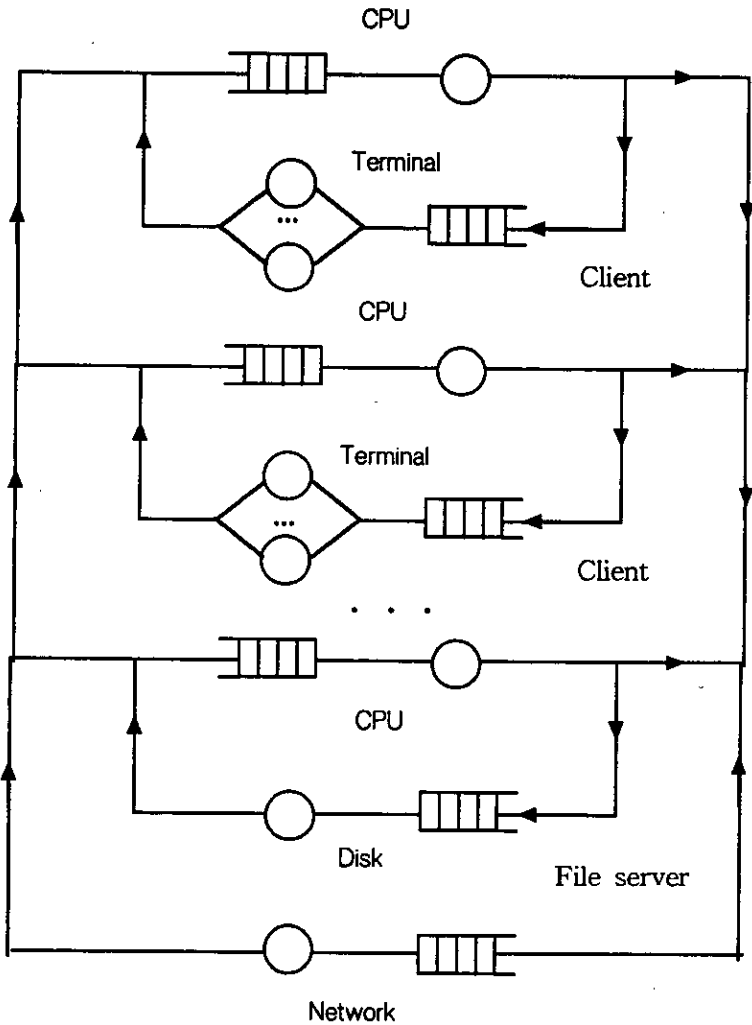 CPU
Terminal
...
Client
CPU
Terminal
...
Client
. . .
CPU
Disk
File server
Network